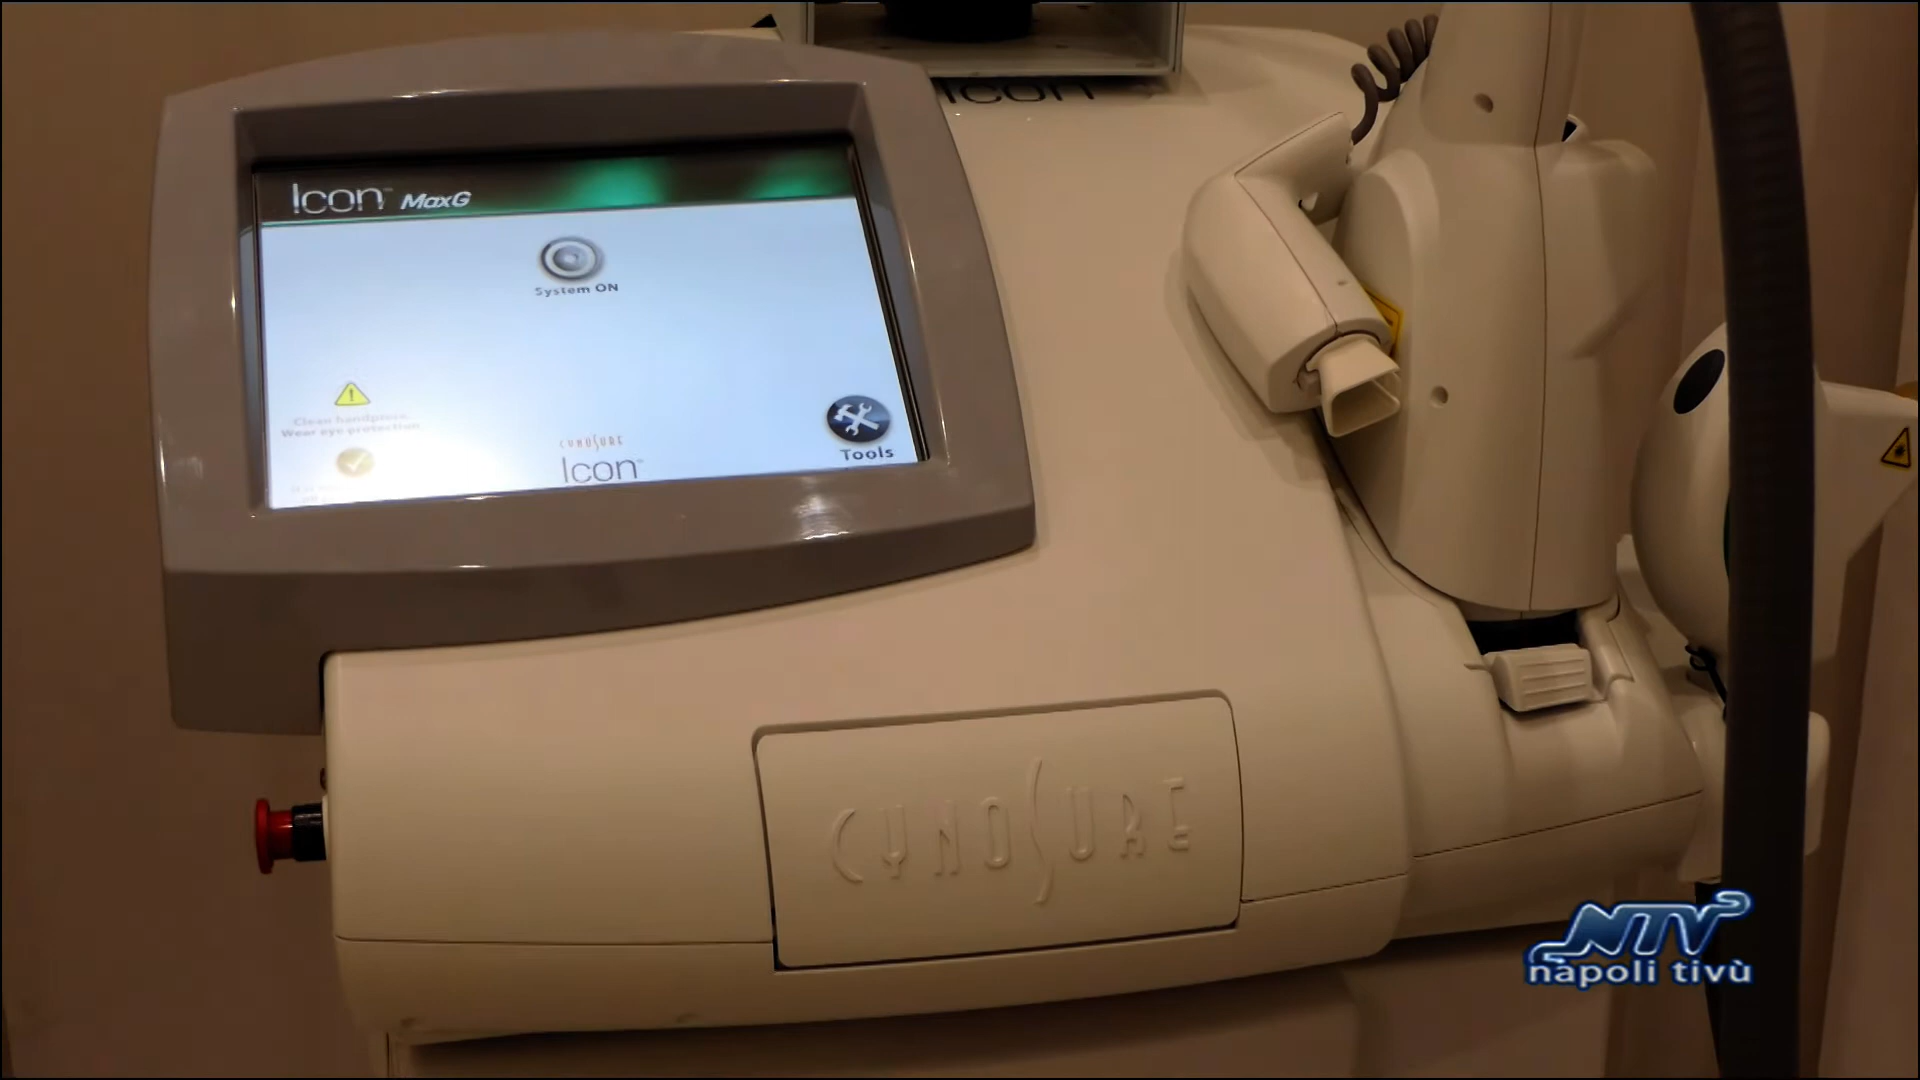 Icon
Icon™ MaxG
System ON
Clean handpiece.
Wear eye protection
CYNOSURE
Icon™
Tools
CYNOSURE
NTV
napoli tivù